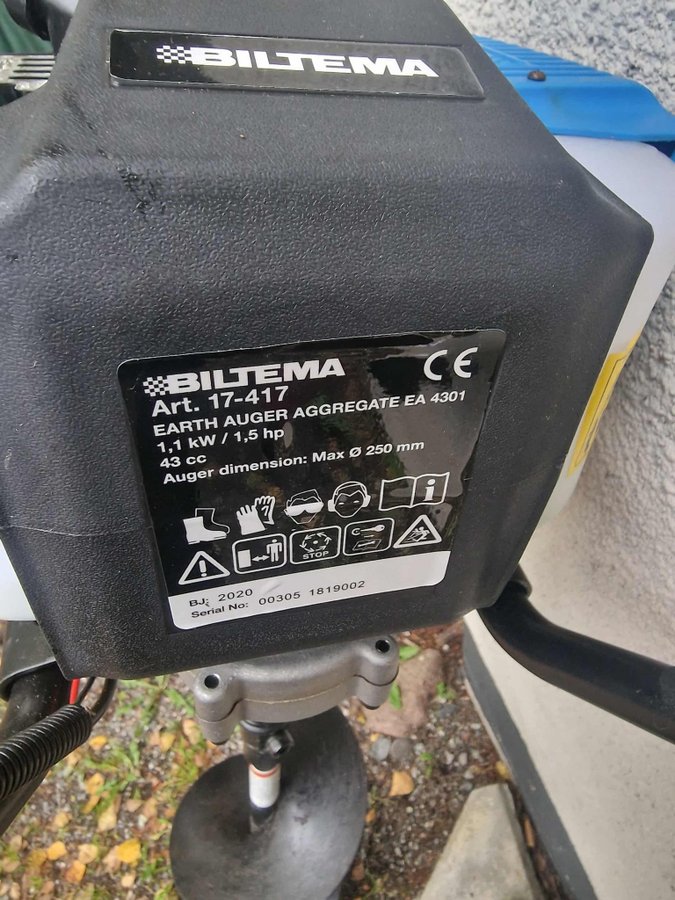 BILTEMA
BILTEMA
CE
Art. 17-417
EARTH AUGER AGGREGATE EA 4301
1,1 kW / 1,5 hp
43 cc
Auger dimension: Max Ø 250 mm
i
!
STOP
BJ: 2020
Serial No: 00305 1819002